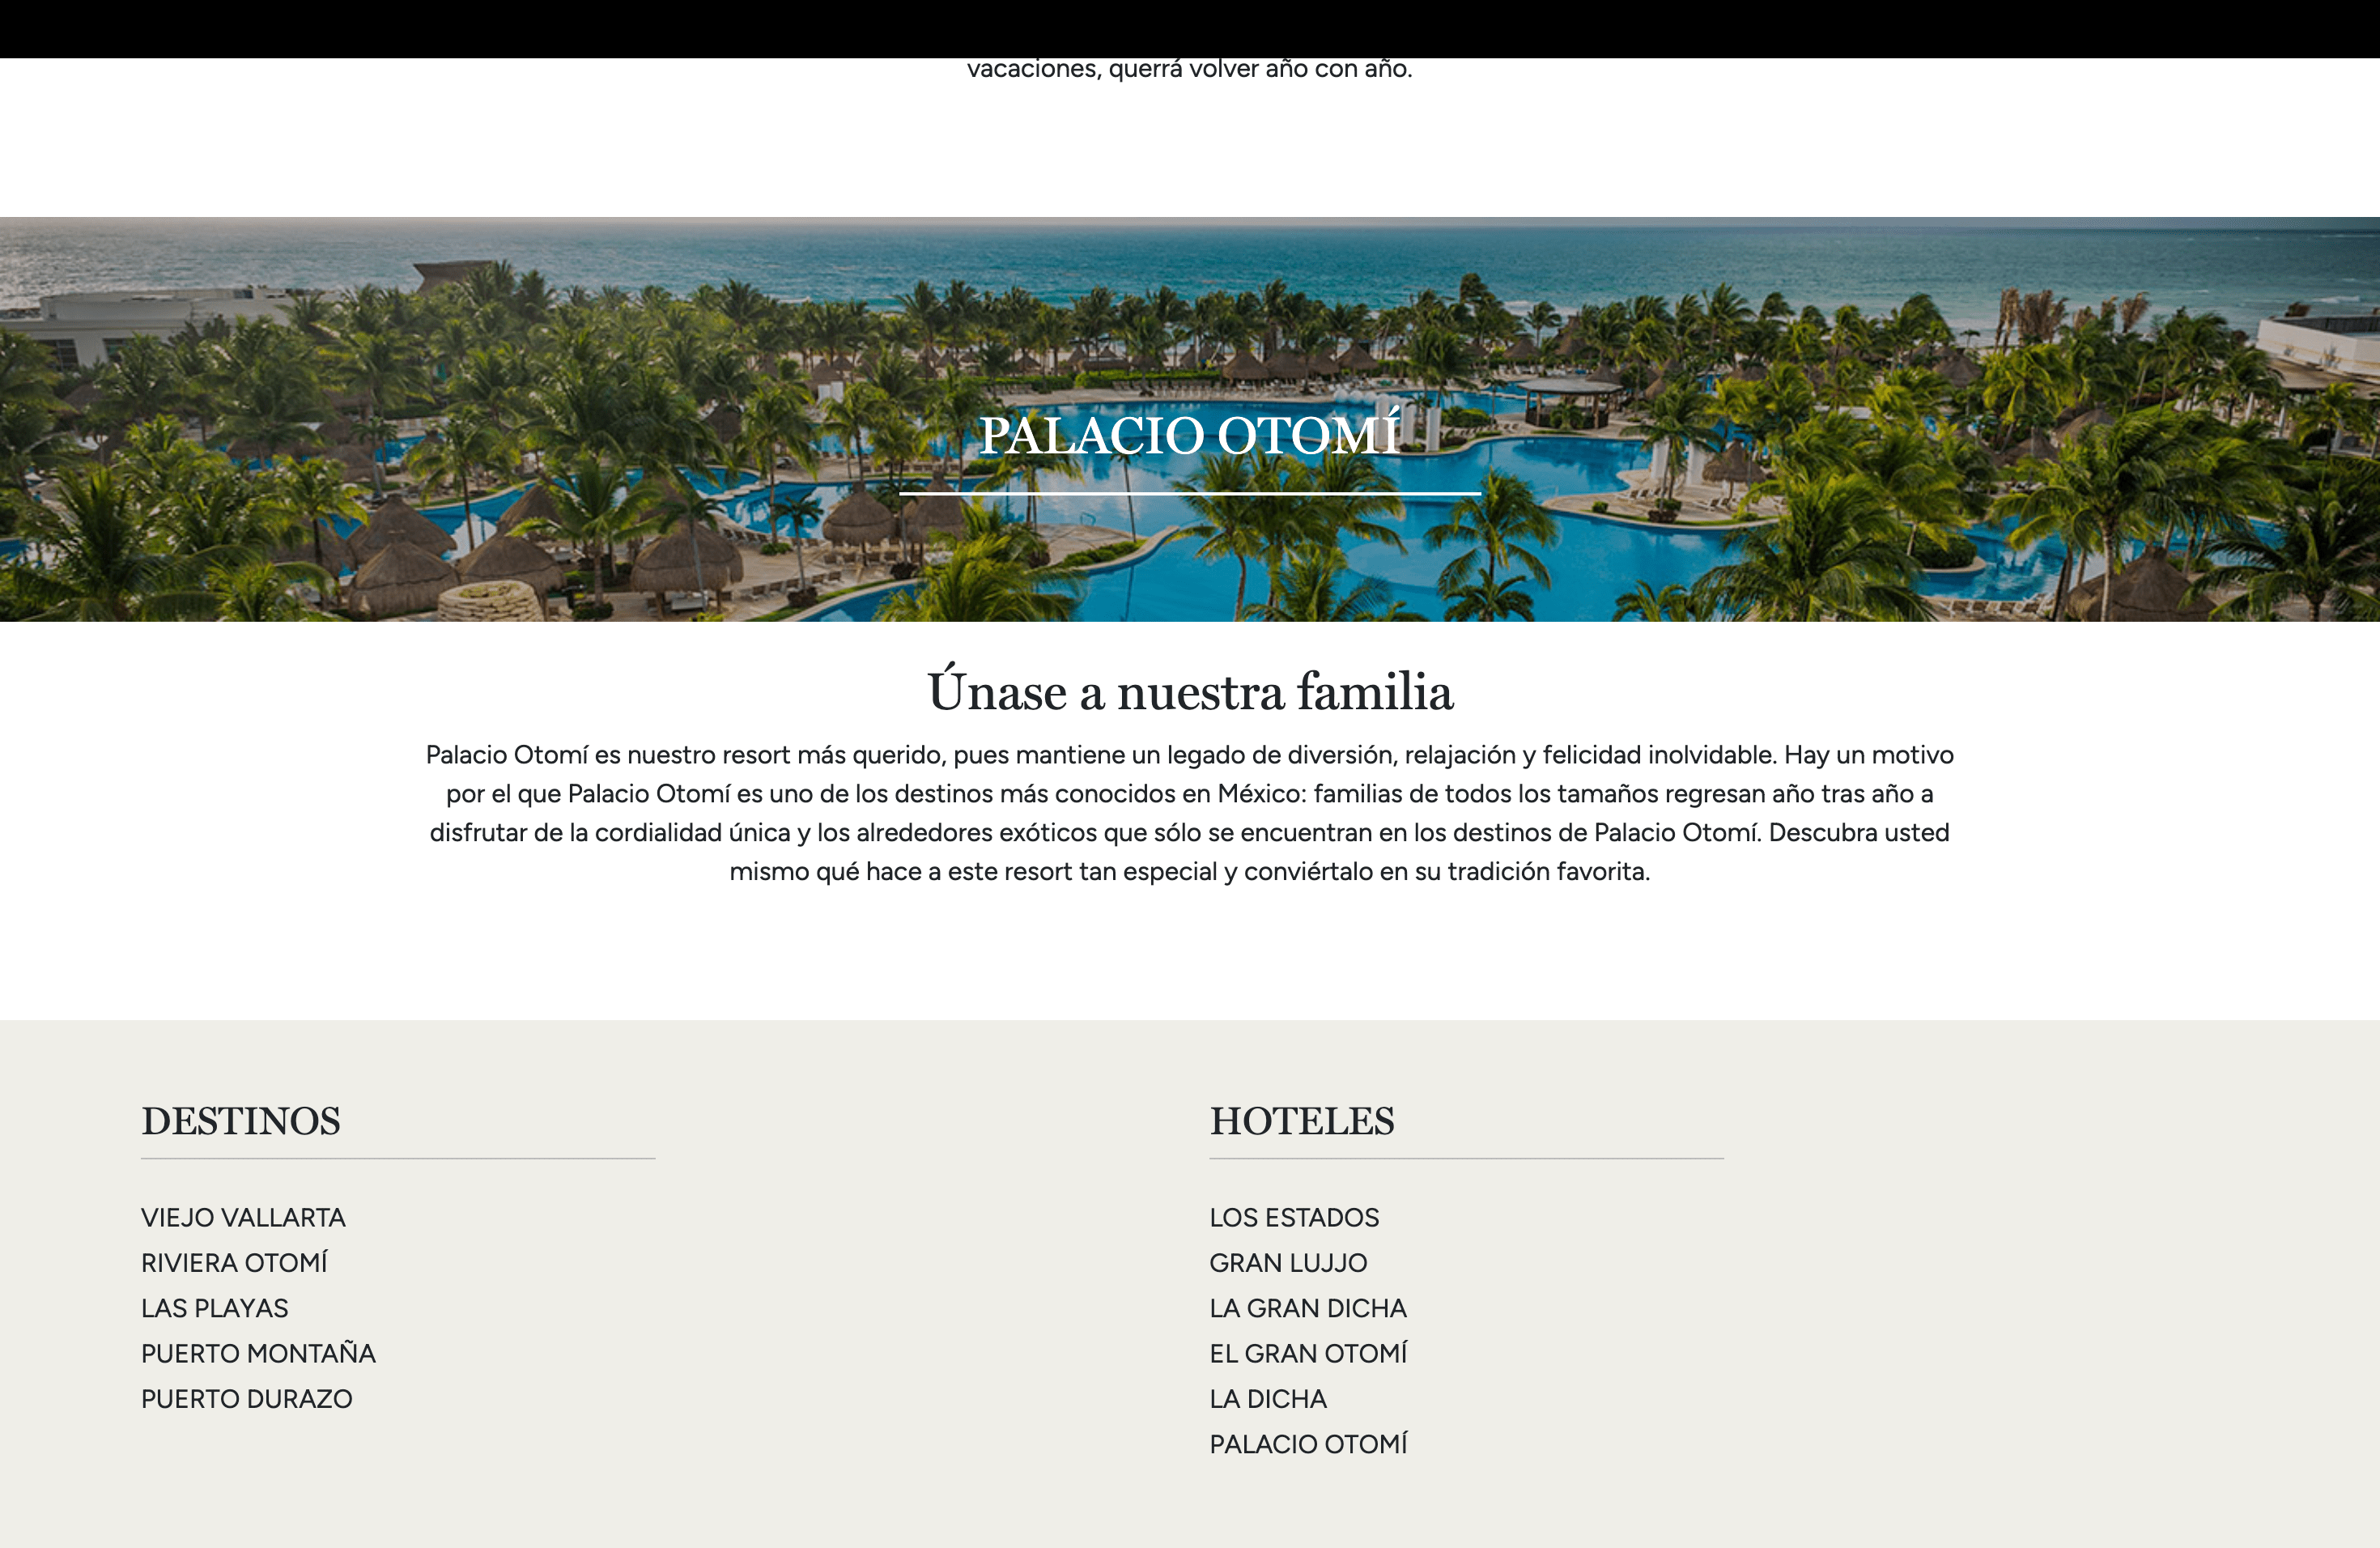 vacaciones, querrá volver año con año.
PALACIO OTOMÍ
Únase a nuestra familia
Palacio Otomí es nuestro resort más querido, pues mantiene un legado de diversión, relajación y felicidad inolvidable. Hay un motivo
por el que Palacio Otomí es uno de los destinos más conocidos en México: familias de todos los tamaños regresan año tras año a
disfrutar de la cordialidad única y los alrededores exóticos que sólo se encuentran en los destinos de Palacio Otomí. Descubra usted
mismo qué hace a este resort tan especial y conviértalo en su tradición favorita.
DESTINOS
VIEJO VALLARTA
RIVIERA OTOMÍ
LAS PLAYAS
PUERTO MONTAÑA
PUERTO DURAZO
HOTELES
LOS ESTADOS
GRAN LUJJO
LA GRAN DICHA
EL GRAN OTOMÍ
LA DICHA
PALACIO OTOMÍ